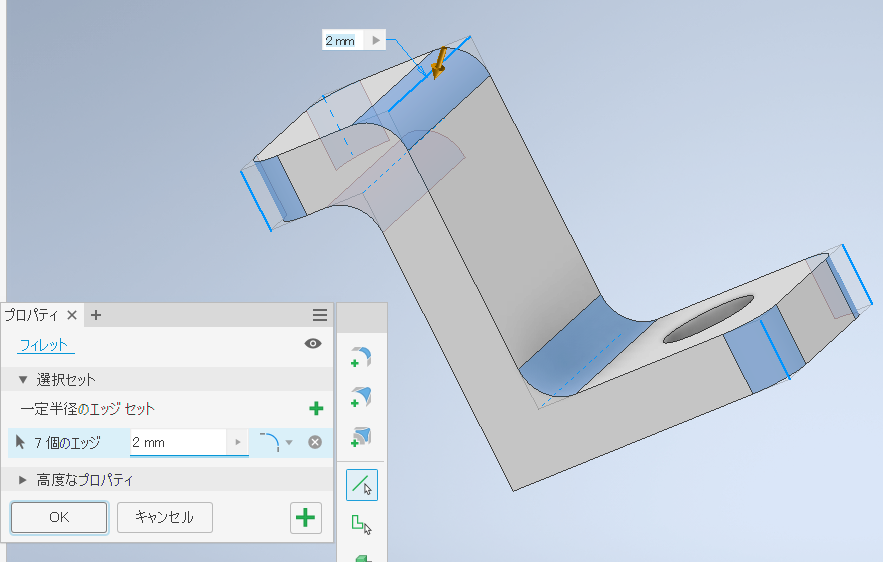 2 mm
プロパティ × +
フィレット
選択セット
一定半径のエッジ セット
7 個のエッジ 2 mm
高度なプロパティ
OK キャンセル